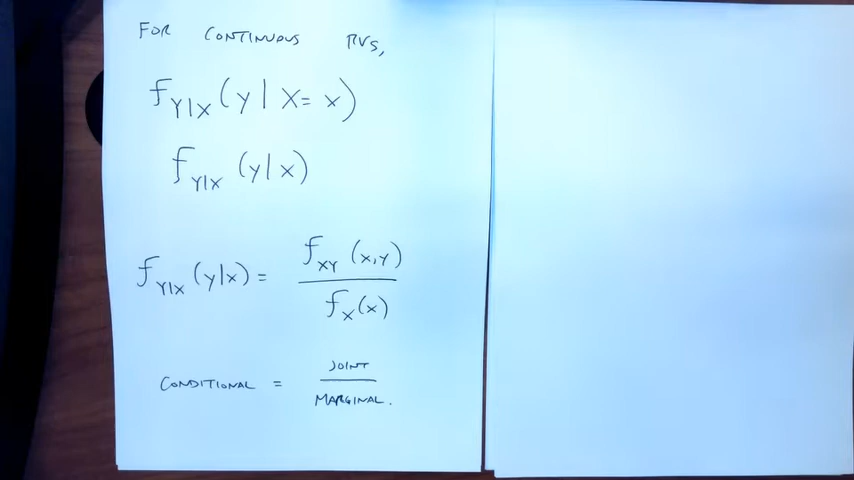 FOR CONTINUOUS RVS,
f_{Y|X} (y | X = x)
f_{Y|X} (y | x)
f_{Y|X} (y | x) = f_{XY} (x, y) / f_X (x)
CONDITIONAL = JOINT / MARGINAL.